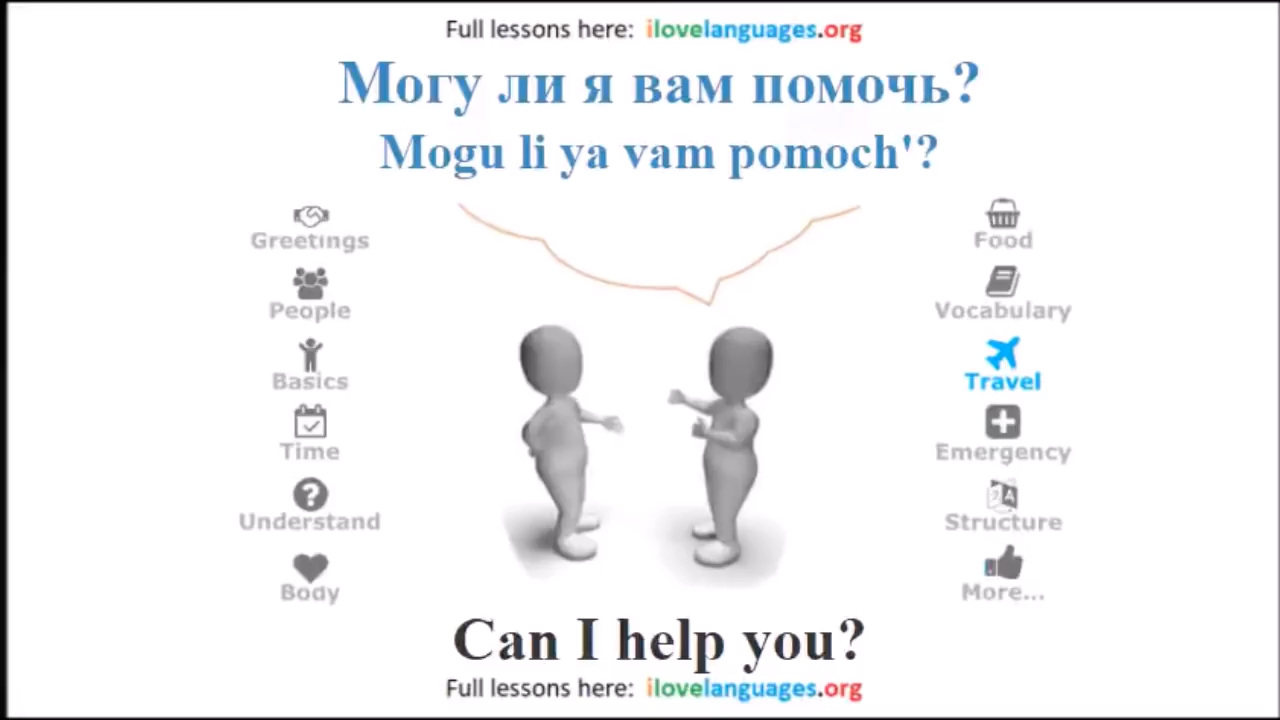 Full lessons here: ilovelanguages.org
Могу ли я вам помочь?
Mogu li ya vam pomoch'?
Greetings
People
Basics
Time
Understand
Body
Food
Vocabulary
Travel
Emergency
Structure
More...
Can I help you?
Full lessons here: ilovelanguages.org